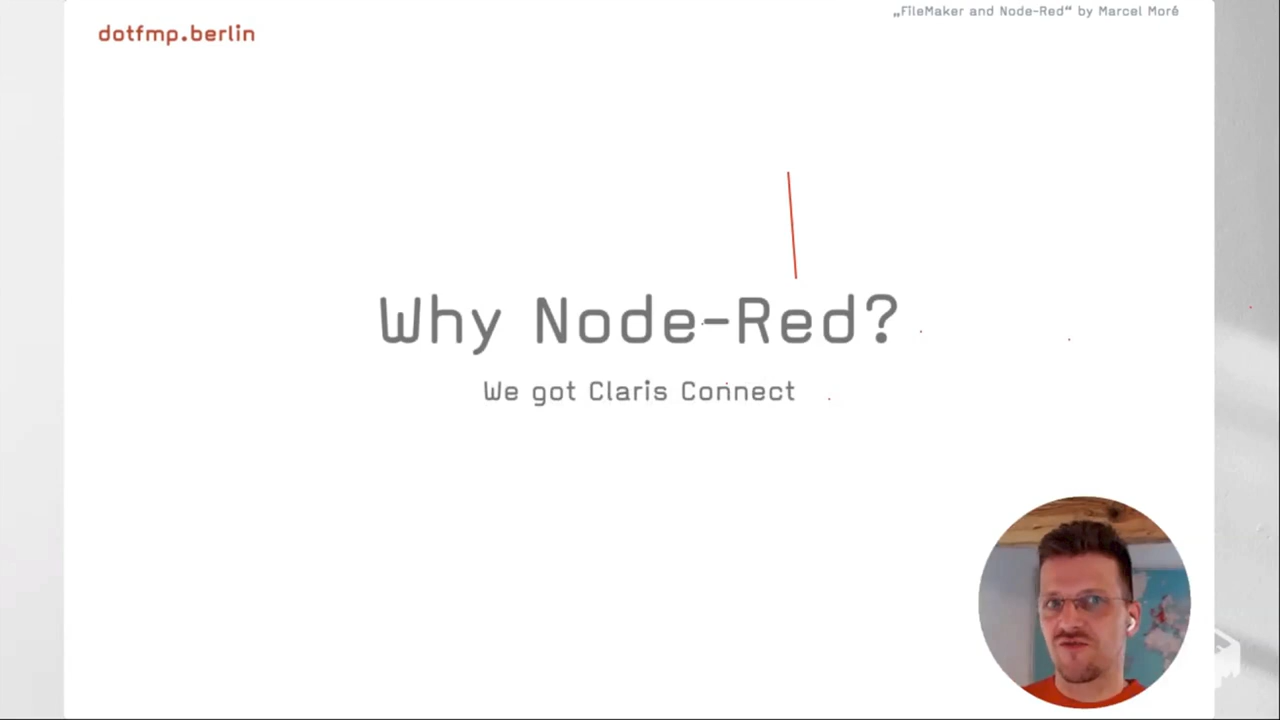 „FileMaker and Node-Red“ by Marcel Moré
dotfmp.berlin
Why Node-Red?
We got Claris Connect